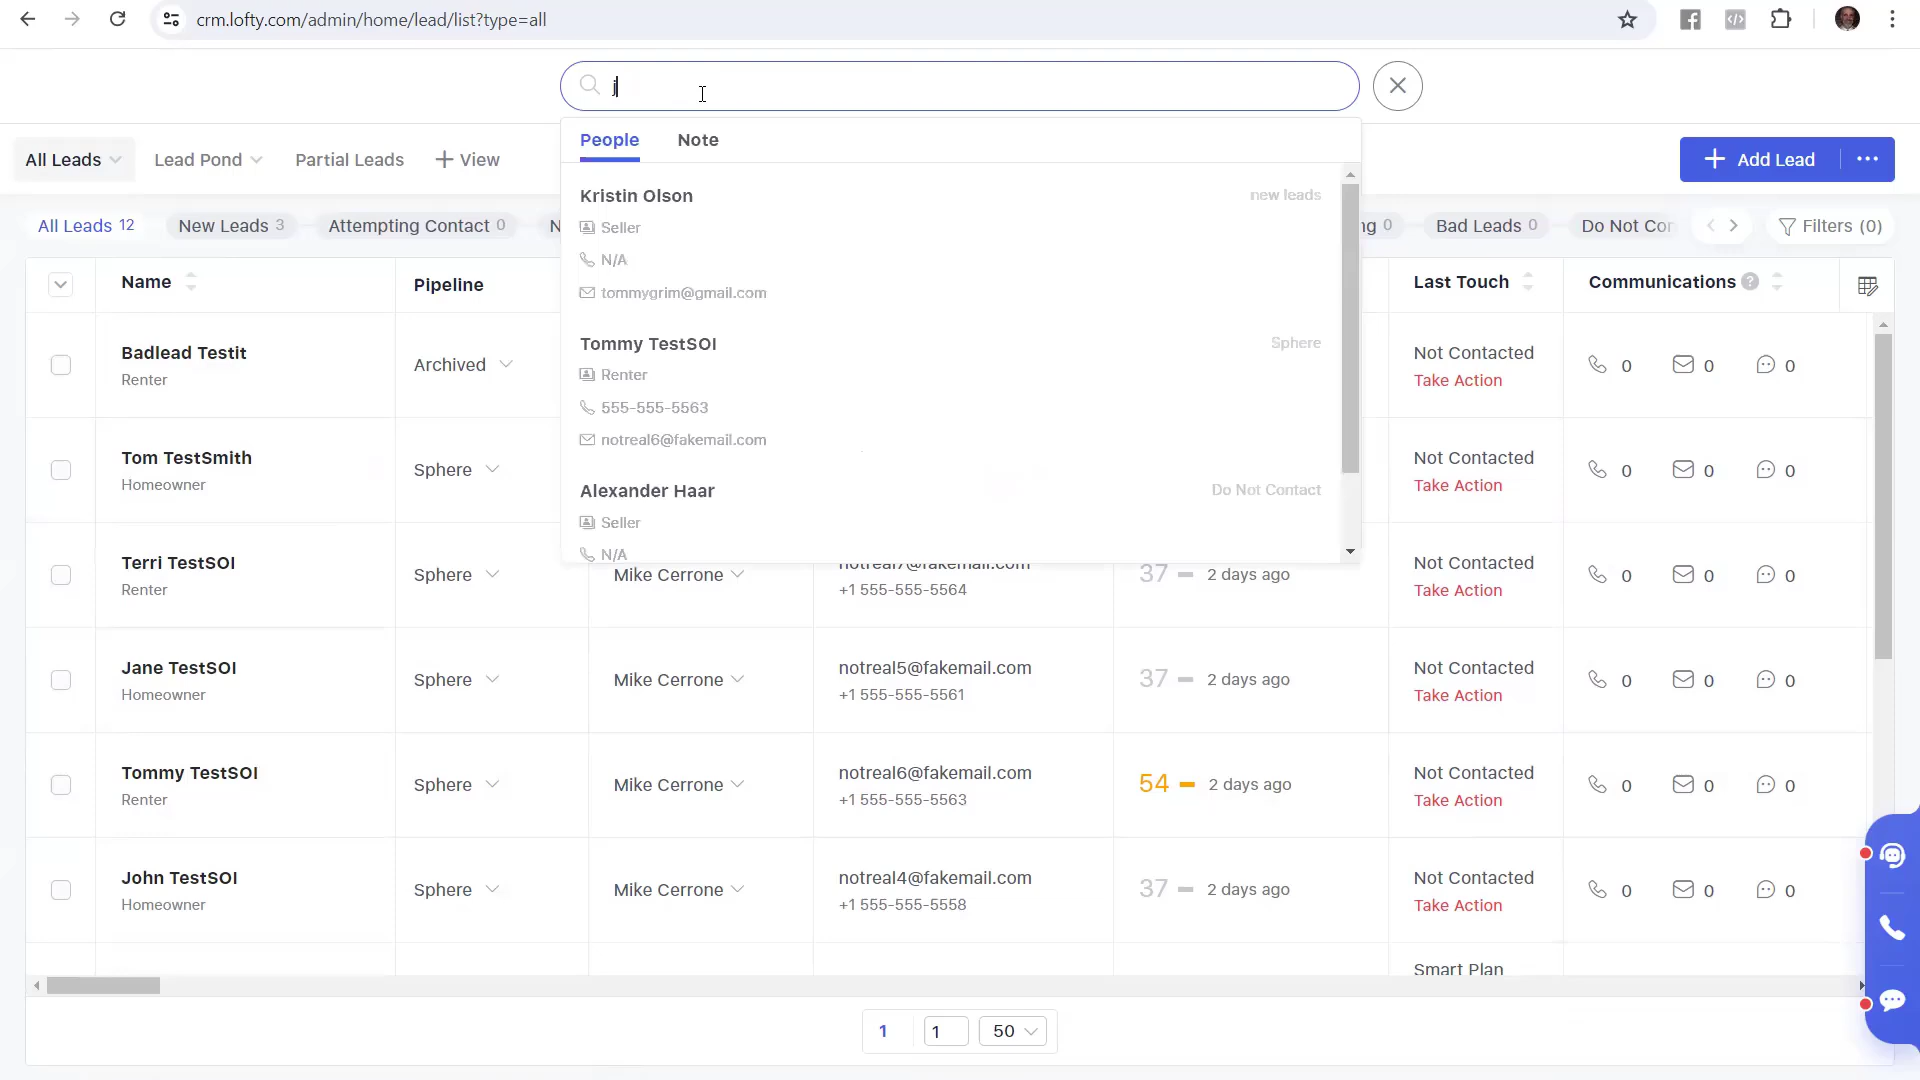 crm.lofty.com/admin/home/lead/list?type=all
j
All Leads
Lead Pond
Partial Leads
+ View
People
Note
+ Add Lead
Kristin Olson
new leads
Seller
N/A
tommygrim@gmail.com
Tommy TestSOI
Sphere
Renter
555-555-5563
notreal6@fakemail.com
Alexander Haar
Do Not Contact
Seller
N/A
All Leads 12
New Leads 3
Attempting Contact 0
N
ng 0
Bad Leads 0
Do Not Cor
Filters (0)
Name
Pipeline
Last Touch
Communications ?
Badlead Testit
Renter
Archived
Not Contacted
Take Action
0
0
0
Tom TestSmith
Homeowner
Sphere
Not Contacted
Take Action
0
0
0
Terri TestSOI
Renter
Sphere
Mike Cerrone
notreal7@fakemail.com
+1 555-555-5564
37
2 days ago
Not Contacted
Take Action
0
0
0
Jane TestSOI
Homeowner
Sphere
Mike Cerrone
notreal5@fakemail.com
+1 555-555-5561
37
2 days ago
Not Contacted
Take Action
0
0
0
Tommy TestSOI
Renter
Sphere
Mike Cerrone
notreal6@fakemail.com
+1 555-555-5563
54
2 days ago
Not Contacted
Take Action
0
0
0
John TestSOI
Homeowner
Sphere
Mike Cerrone
notreal4@fakemail.com
+1 555-555-5558
37
2 days ago
Not Contacted
Take Action
0
0
0
Smart Plan
1
1
50